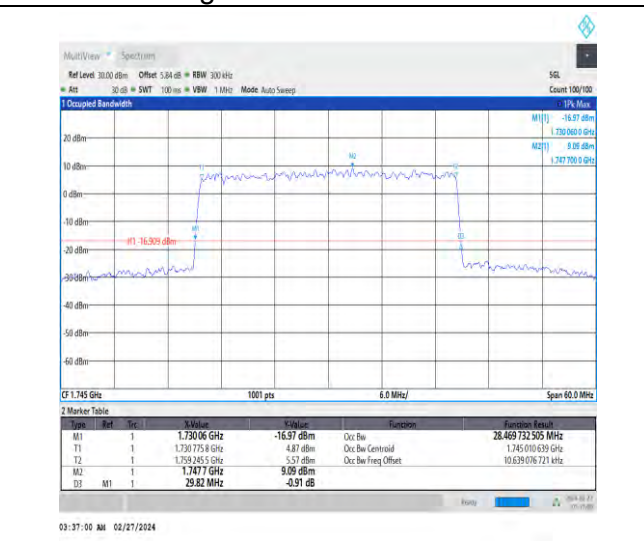 MultiView Spectrum
Ref Level 30.00 dBm Offset 5.84 dB RBW 300 kHz SGL
Att 30 dB SWT 100 ms VBW 1 MHz Mode Auto Sweep Count 100/100
1 Occupied Bandwidth 1Pk Max
M1[1] -16.97 dBm
1.730 060 0 GHz
M2[1] 9.09 dBm
1.747 700 0 GHz
20 dBm
M2
10 dBm
0 dBm
-10 dBm
M1
D3
H1 -16.909 dBm
-30 dBm
-40 dBm
-50 dBm
-60 dBm
CF 1.745 GHz 1001 pts 6.0 MHz/ Span 60.0 MHz
2 Marker Table
Type Ref Trc X-Value Y-Value Function Function Result
M1 1 1.730 06 GHz -16.97 dBm Occ Bw 28.469 732 505 MHz
T1 1 1.730 775 8 GHz 4.87 dBm Occ Bw Centroid 1.745 010 639 GHz
T2 1 1.759 245 5 GHz 5.57 dBm Occ Bw Freq Offset 10.639 076 721 kHz
M2 1 1.747 7 GHz 9.09 dBm
D3 M1 1 29.82 MHz -0.91 dB
Ready
03:37:00 AM 02/27/2024